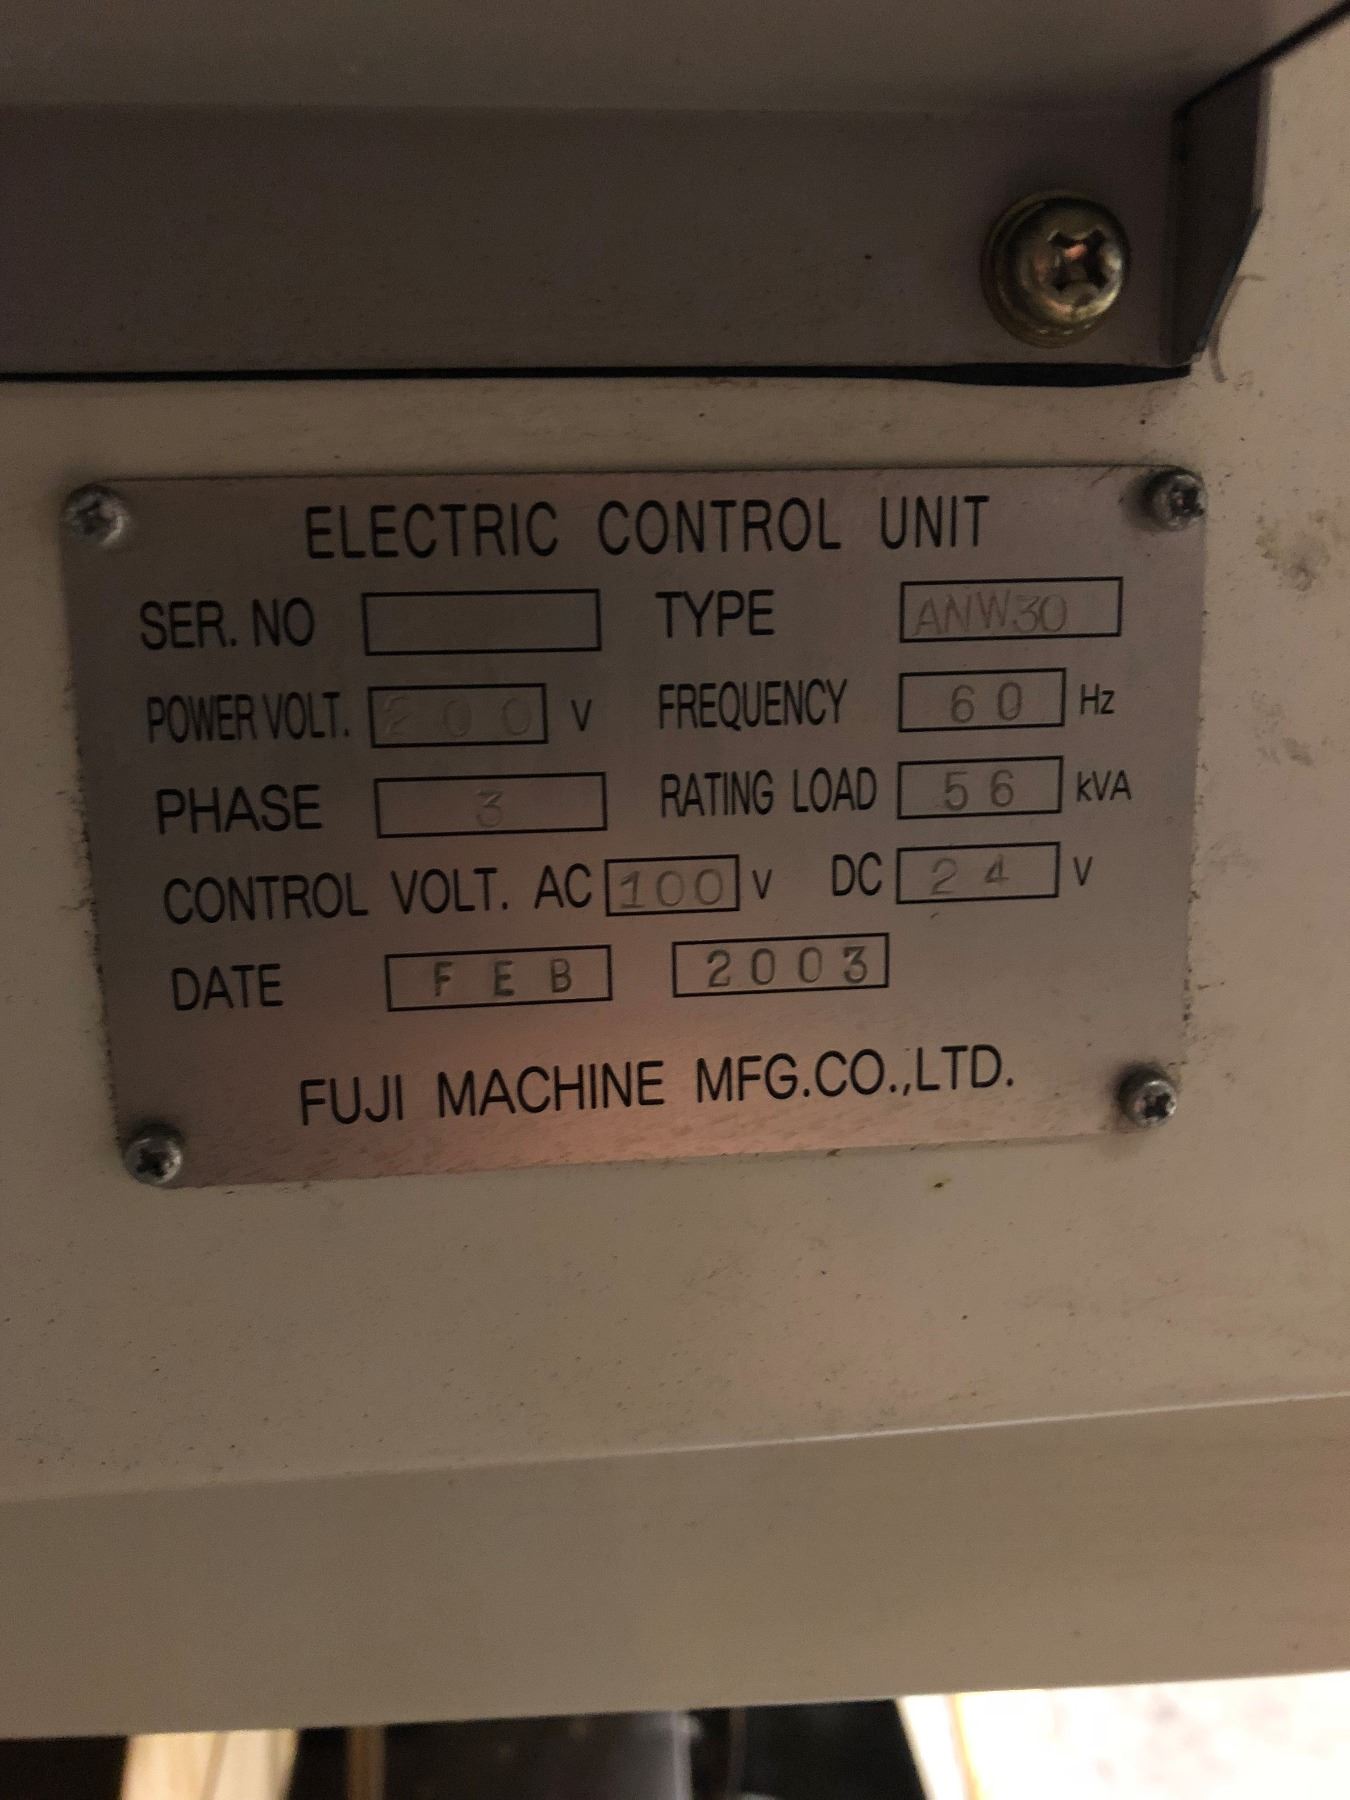 ELECTRIC CONTROL UNIT
SER. NO TYPE ANW30
POWER VOLT. 200 V FREQUENCY 60 Hz
PHASE 3 RATING LOAD 56 kVA
CONTROL VOLT. AC 100 V DC 24 V
DATE FEB 2003
FUJI MACHINE MFG.CO.,LTD.